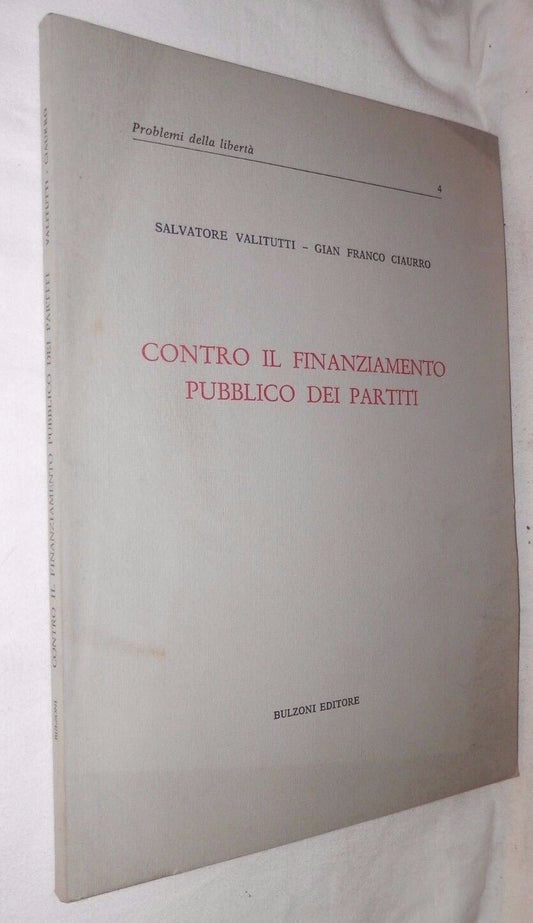 Problemi della libertà
4
SALVATORE VALITUTTI – GIAN FRANCO CIAURRO
CONTRO IL FINANZIAMENTO
PUBBLICO DEI PARTITI
BULZONI EDITORE
BULZONI CONTRO IL FINANZIAMENTO PUBBLICO DEI PARTITI VALITUTTI - CIAURRO